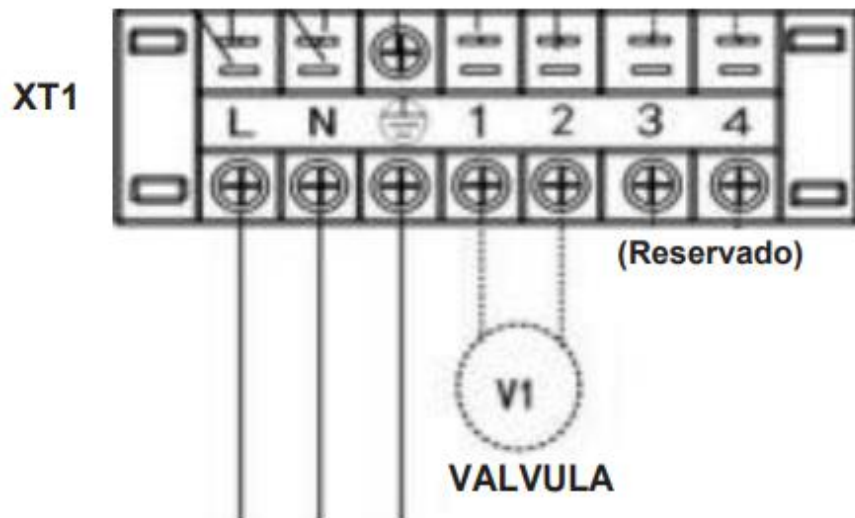 XT1
L N 1 2 3 4
(Reservado)
V1
VALVULA